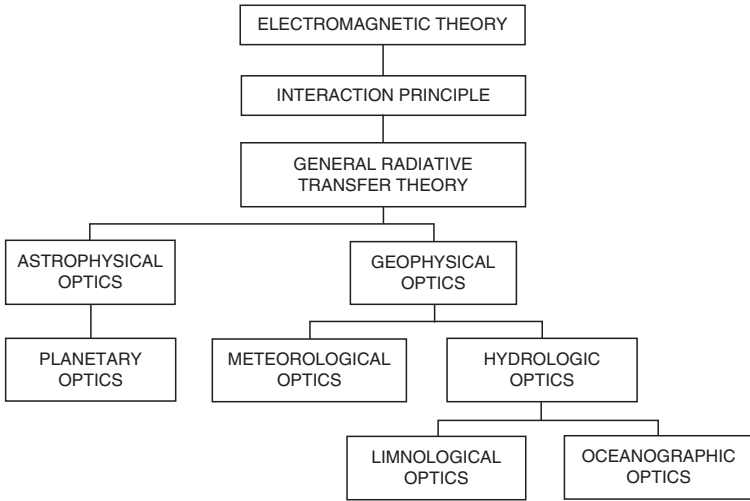 ELECTROMAGNETIC THEORY
INTERACTION PRINCIPLE
GENERAL RADIATIVE
TRANSFER THEORY
ASTROPHYSICAL
OPTICS
GEOPHYSICAL
OPTICS
PLANETARY
OPTICS
METEOROLOGICAL
OPTICS
HYDROLOGIC
OPTICS
LIMNOLOGICAL
OPTICS
OCEANOGRAPHIC
OPTICS